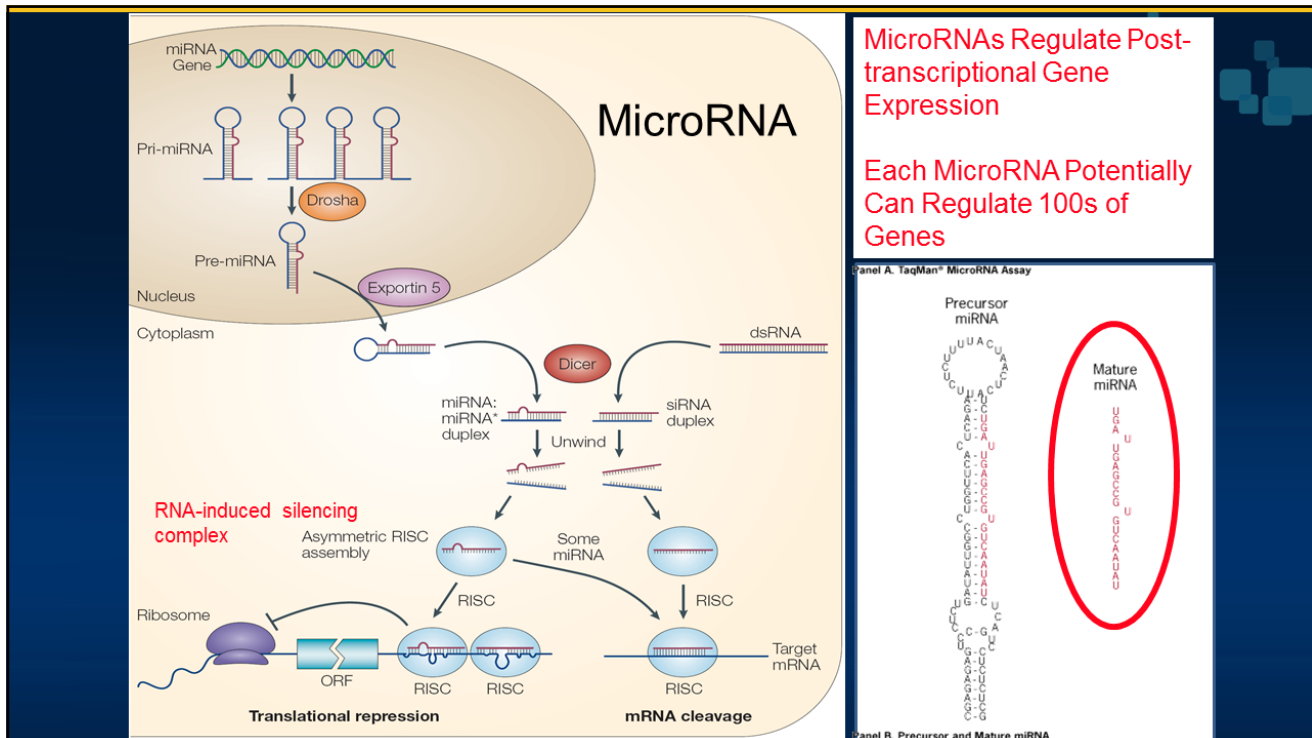 miRNA
Gene
MicroRNA
Pri-miRNA
Drosha
Pre-miRNA
Exportin 5
Nucleus
Cytoplasm
dsRNA
Dicer
miRNA:
miRNA*
duplex
siRNA
duplex
Unwind
RNA-induced silencing
complex
Asymmetric RISC
assembly
Some
miRNA
RISC
RISC
Ribosome
ORF
RISC
RISC
RISC
Target
mRNA
Translational repression
mRNA cleavage
MicroRNAs Regulate Post-
transcriptional Gene
Expression
Each MicroRNA Potentially
Can Regulate 100s of
Genes
Panel A. TaqMan® MicroRNA Assay
Precursor
miRNA
Mature
miRNA
UGA
U
UGAGCCG
U
GUCAAUAU
Panel B. Precursor and Mature miRNA